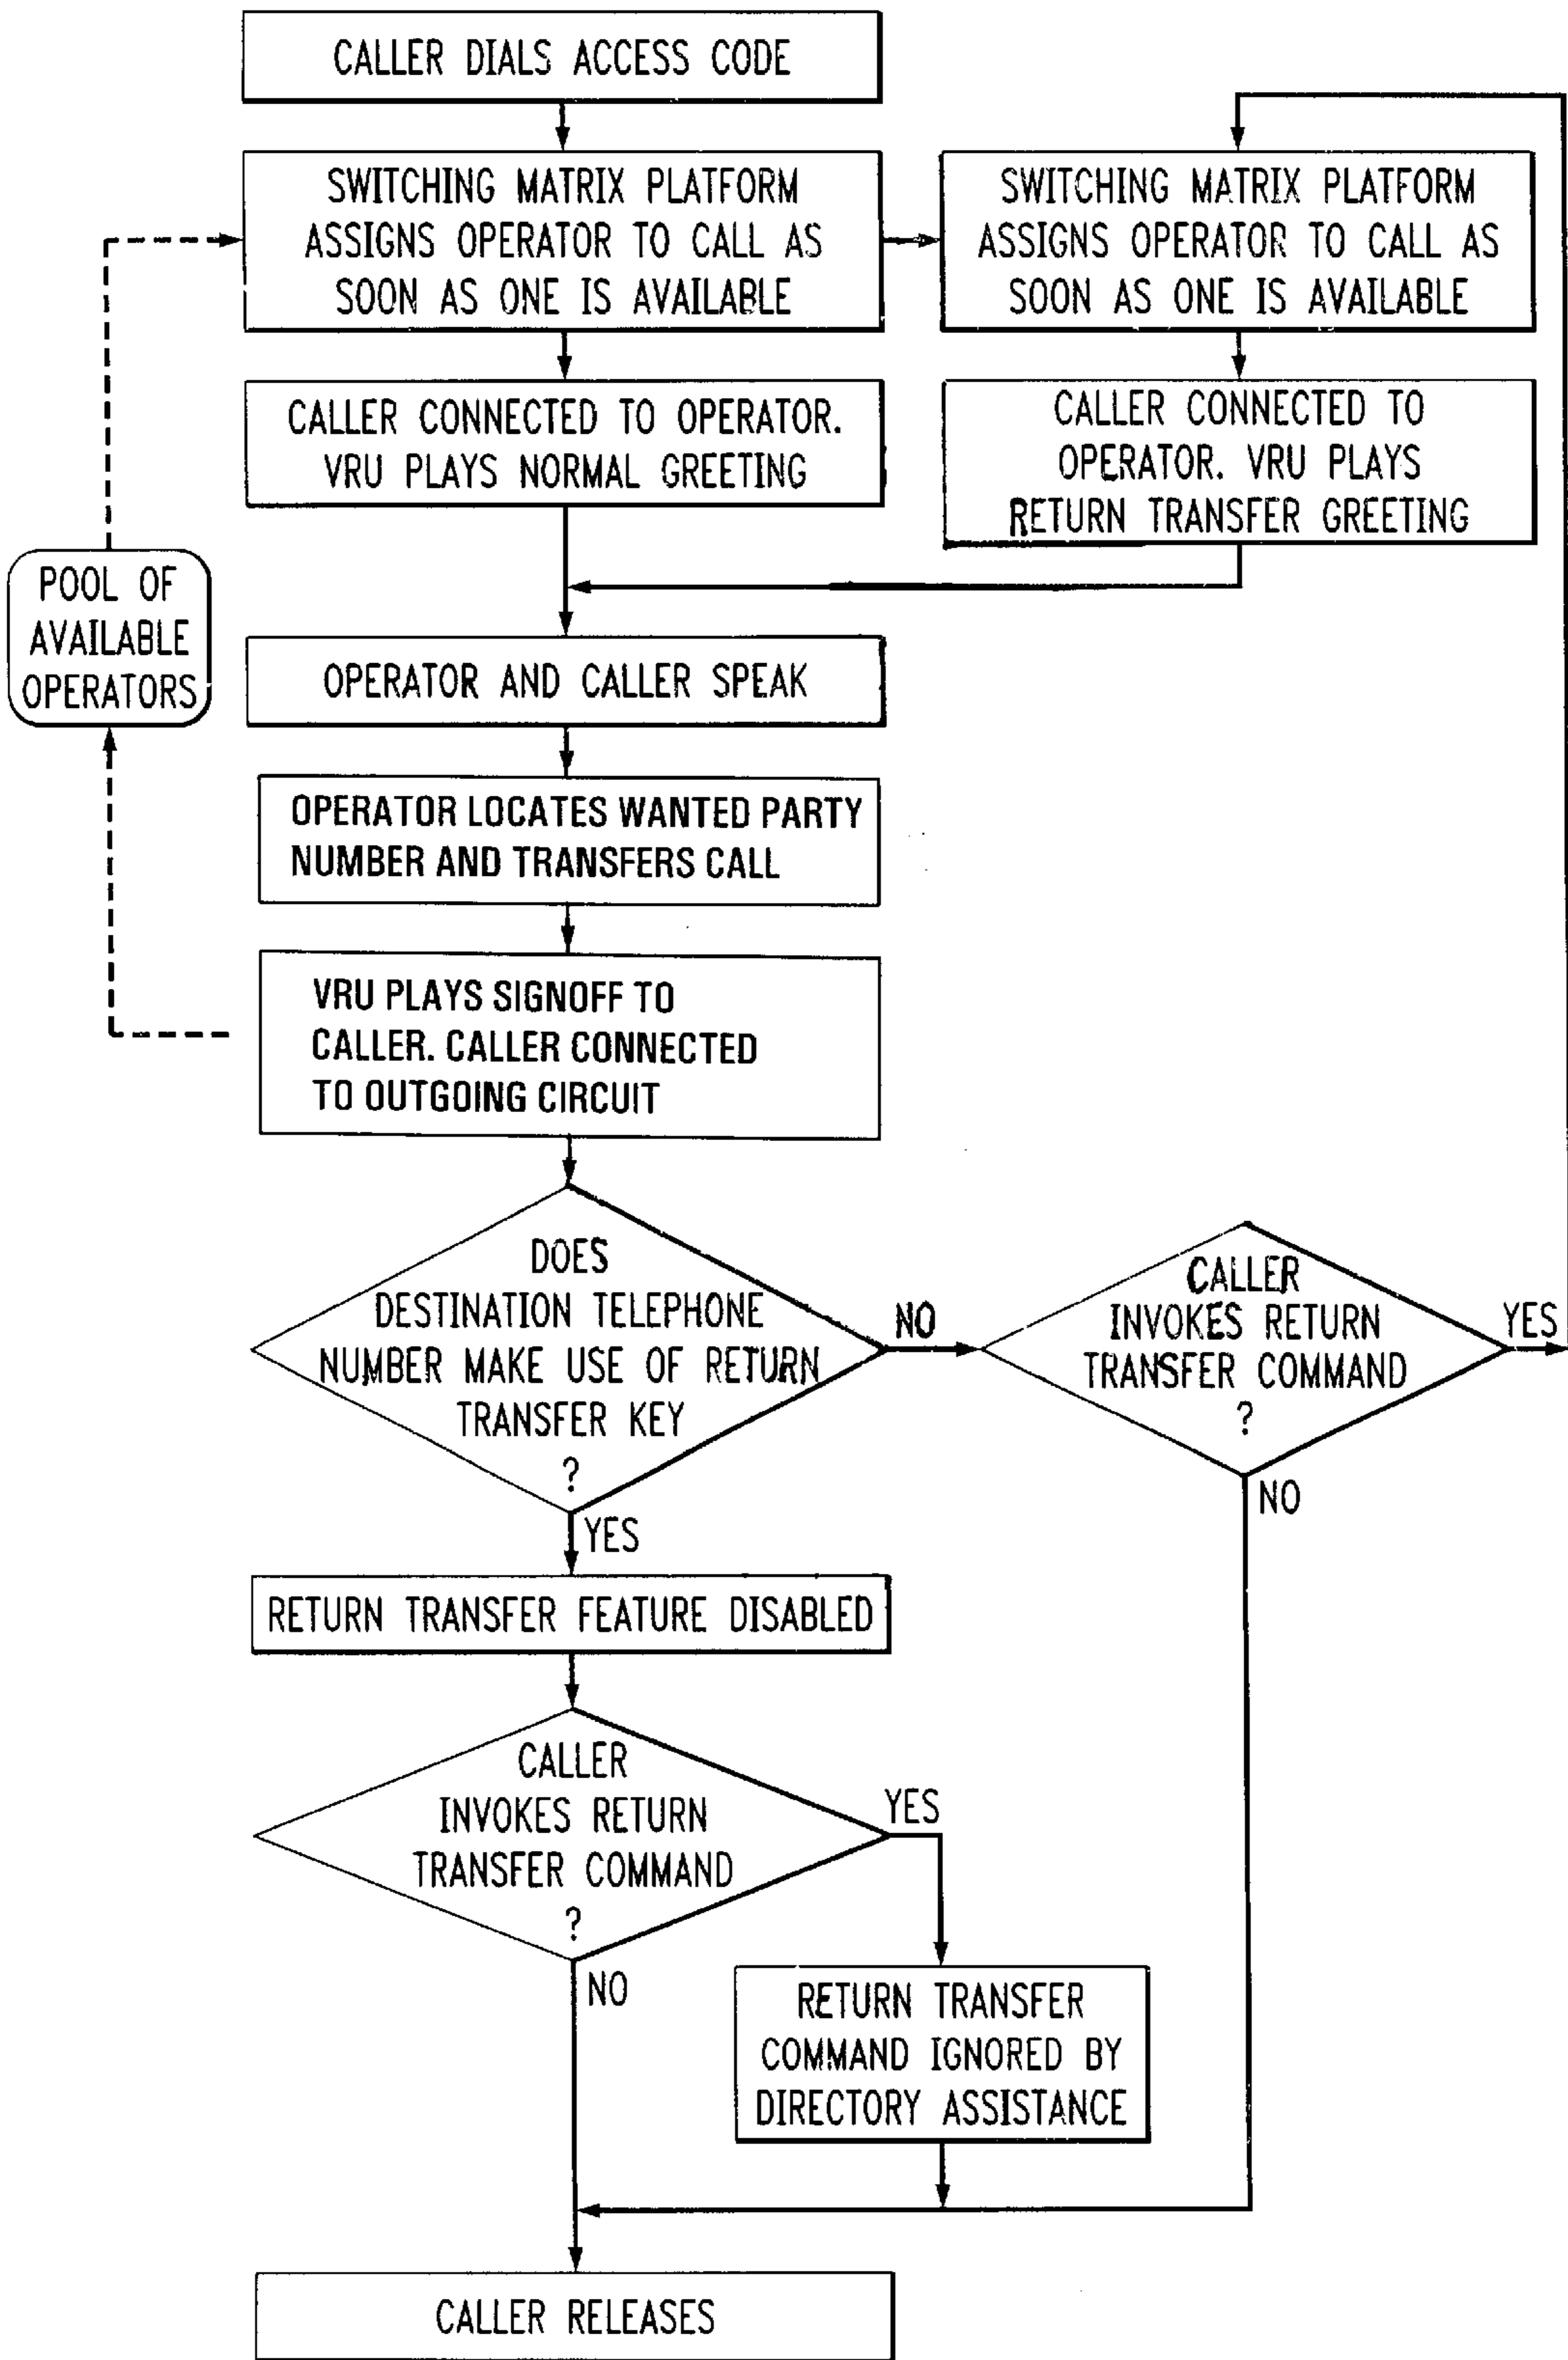 CALLER DIALS ACCESS CODE
SWITCHING MATRIX PLATFORM
ASSIGNS OPERATOR TO CALL AS
SOON AS ONE IS AVAILABLE
SWITCHING MATRIX PLATFORM
ASSIGNS OPERATOR TO CALL AS
SOON AS ONE IS AVAILABLE
CALLER CONNECTED TO OPERATOR.
VRU PLAYS NORMAL GREETING
CALLER CONNECTED TO
OPERATOR. VRU PLAYS
RETURN TRANSFER GREETING
POOL OF
AVAILABLE
OPERATORS
OPERATOR AND CALLER SPEAK
OPERATOR LOCATES WANTED PARTY
NUMBER AND TRANSFERS CALL
VRU PLAYS SIGNOFF TO
CALLER. CALLER CONNECTED
TO OUTGOING CIRCUIT
DOES
DESTINATION TELEPHONE
NUMBER MAKE USE OF RETURN
TRANSFER KEY
?
NO
CALLER
INVOKES RETURN
TRANSFER COMMAND
?
YES
NO
YES
RETURN TRANSFER FEATURE DISABLED
CALLER
INVOKES RETURN
TRANSFER COMMAND
?
YES
NO
RETURN TRANSFER
COMMAND IGNORED BY
DIRECTORY ASSISTANCE
CALLER RELEASES